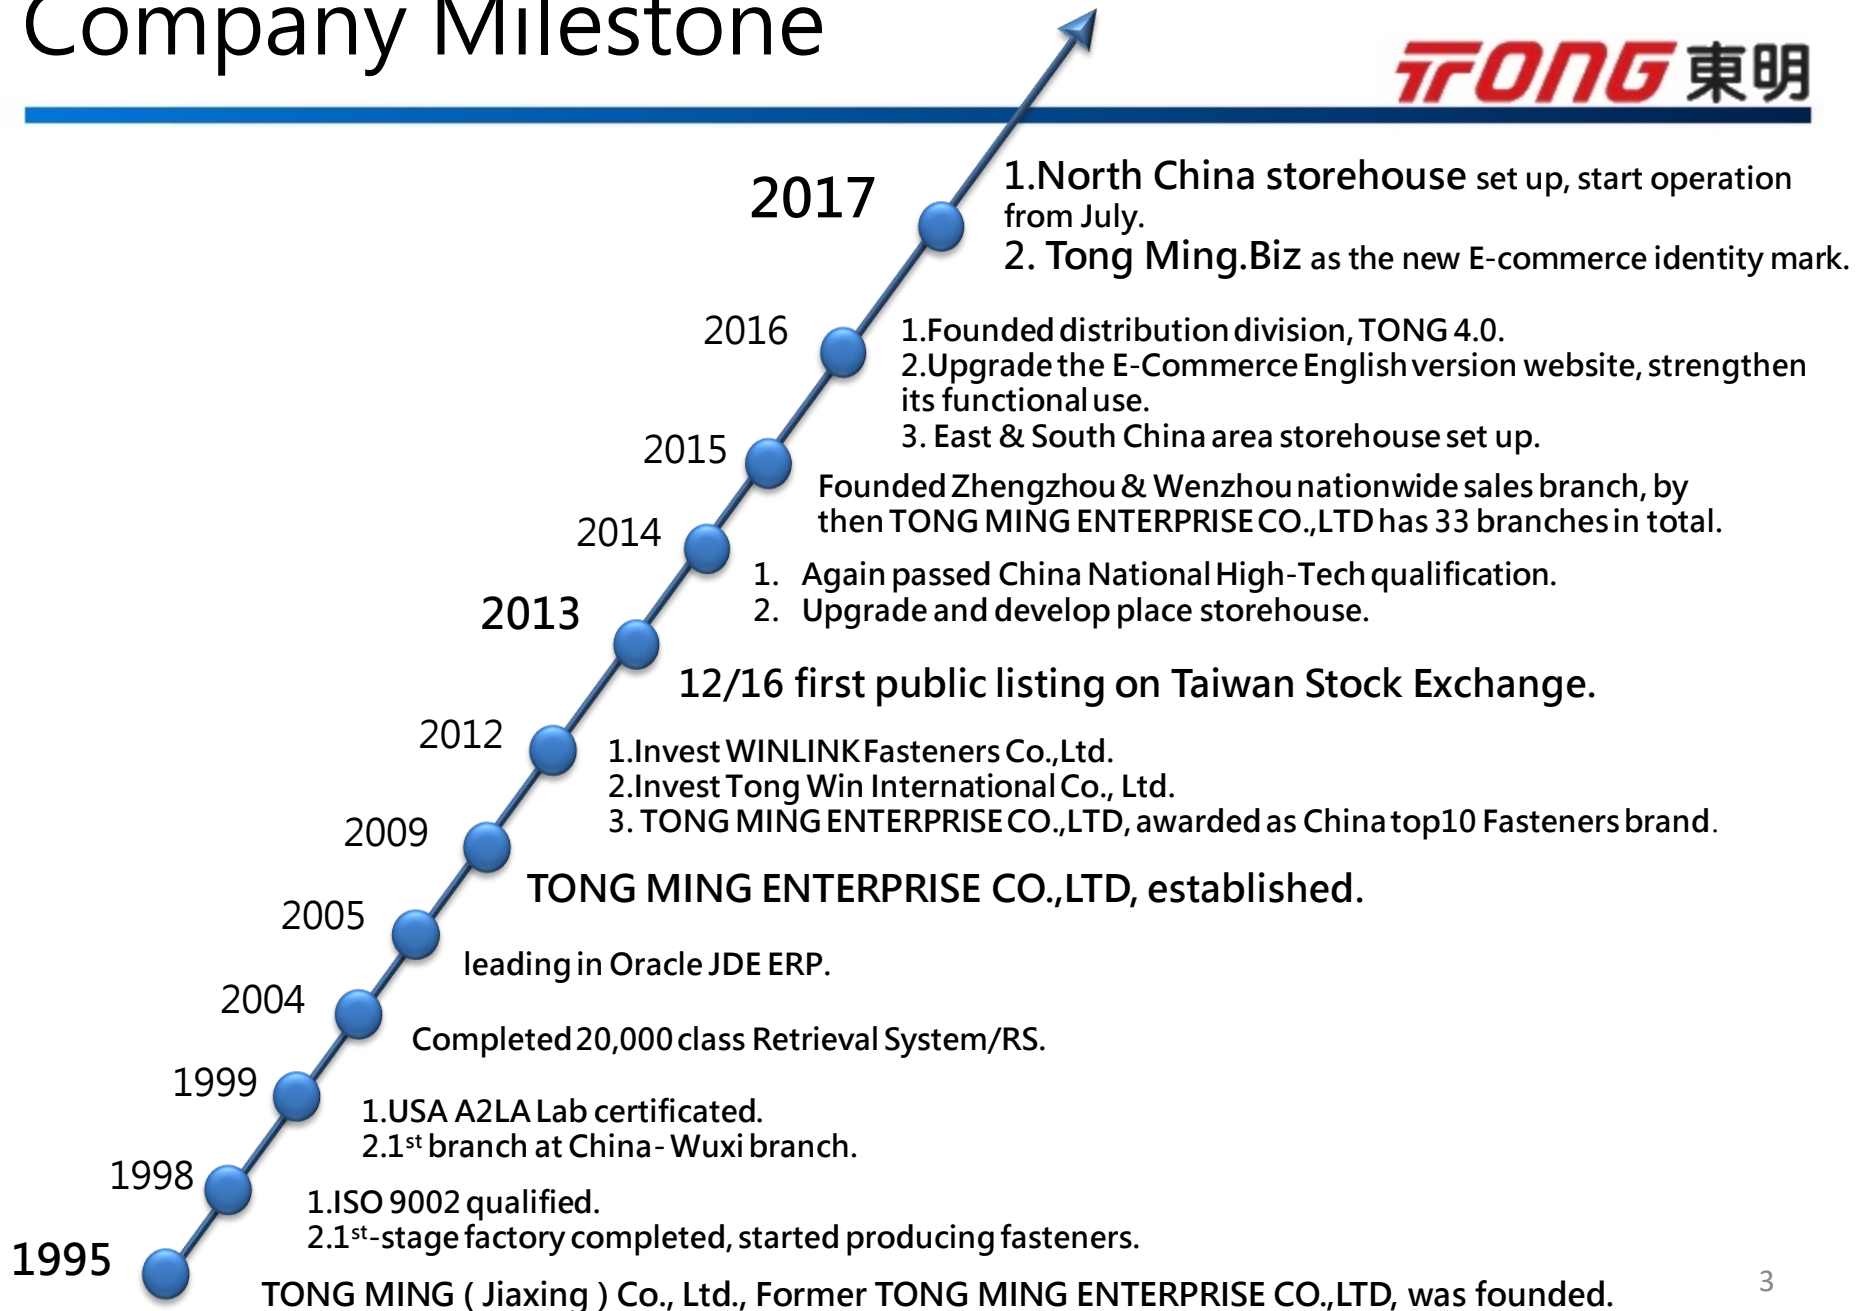 Company Milestone
TONG 東明
2017
1.North China storehouse set up, start operation
from July.
2. Tong Ming.Biz as the new E-commerce identity mark.
2016
1.Founded distribution division, TONG 4.0.
2.Upgrade the E-Commerce English version website, strengthen
its functional use.
3. East & South China area storehouse set up.
2015
Founded Zhengzhou & Wenzhou nationwide sales branch, by
then TONG MING ENTERPRISE CO.,LTD has 33 branches in total.
2014
1. Again passed China National High-Tech qualification.
2. Upgrade and develop place storehouse.
2013
12/16 first public listing on Taiwan Stock Exchange.
2012
1.Invest WINLINK Fasteners Co.,Ltd.
2.Invest Tong Win International Co., Ltd.
3. TONG MING ENTERPRISE CO.,LTD, awarded as China top10 Fasteners brand.
2009
TONG MING ENTERPRISE CO.,LTD, established.
2005
leading in Oracle JDE ERP.
2004
Completed 20,000 class Retrieval System/RS.
1999
1.USA A2LA Lab certificated.
2.1st branch at China- Wuxi branch.
1998
1.ISO 9002 qualified.
2.1st-stage factory completed, started producing fasteners.
1995
TONG MING ( Jiaxing ) Co., Ltd., Former TONG MING ENTERPRISE CO.,LTD, was founded.
3